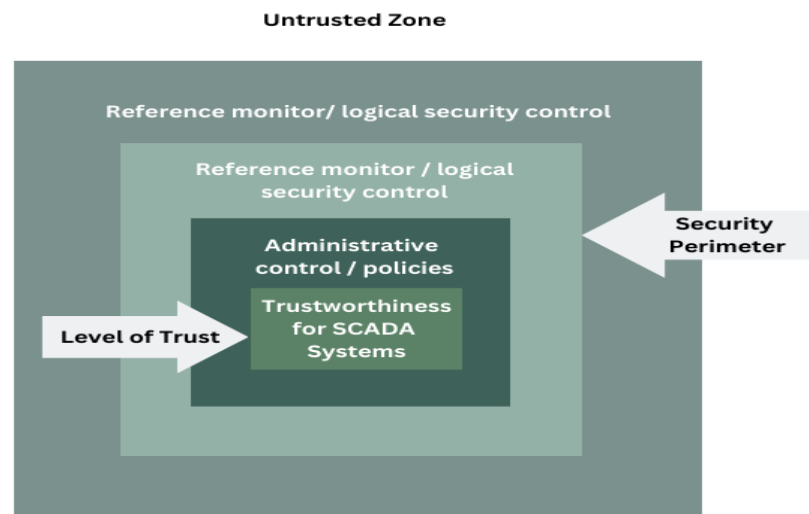 Untrusted Zone
Reference monitor/ logical security control
Reference monitor / logical
security control
Security
Perimeter
Administrative
control / policies
Trustworthiness
for SCADA
Systems
Level of Trust